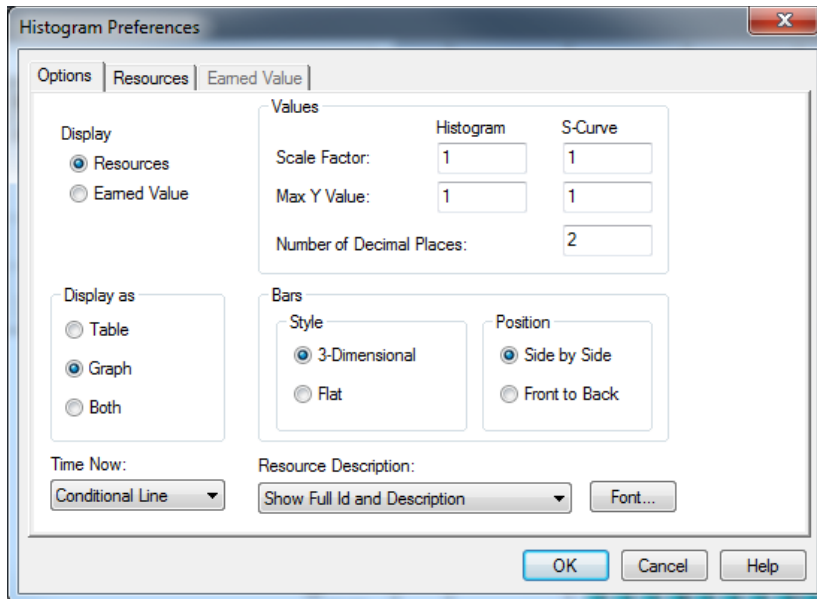 Histogram Preferences
Options Resources Earned Value
Display
Resources
Earned Value
Values
Histogram S-Curve
Scale Factor: 1 1
Max Y Value: 1 1
Number of Decimal Places: 2
Display as
Table
Graph
Both
Bars
Style
3-Dimensional
Flat
Position
Side by Side
Front to Back
Time Now:
Conditional Line
Resource Description:
Show Full Id and Description
Font...
OK Cancel Help